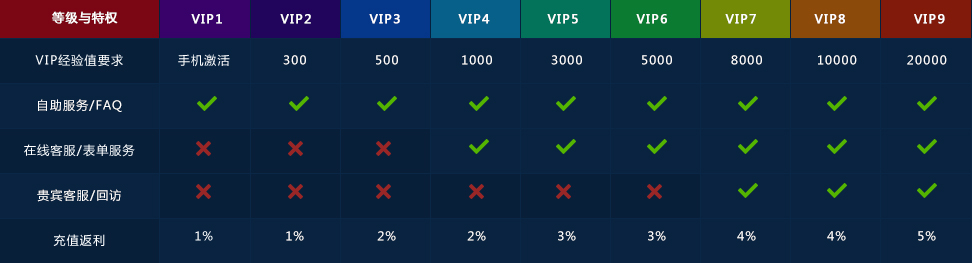 等级与特权 VIP1 VIP2 VIP3 VIP4 VIP5 VIP6 VIP7 VIP8 VIP9
VIP经验值要求 手机激活 300 500 1000 3000 5000 8000 10000 20000
自助服务/FAQ
在线客服/表单服务
贵宾客服/回访
充值返利 1% 1% 2% 2% 3% 3% 4% 4% 5%